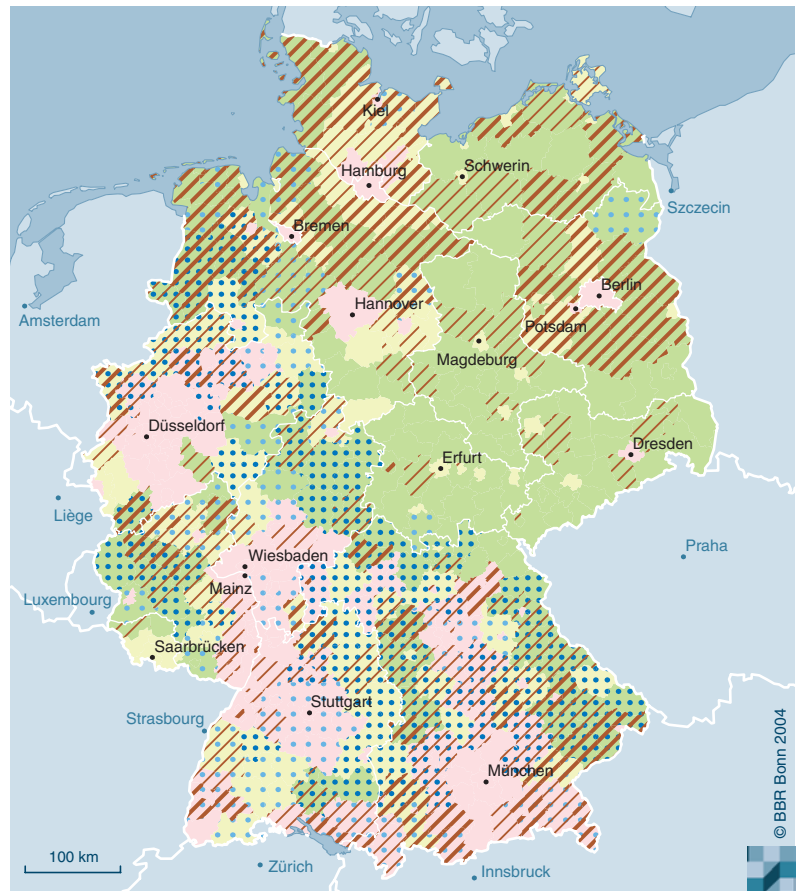 Kiel
Hamburg
Schwerin
Szczecin
Bremen
Berlin
Hannover
Amsterdam
Potsdam
Magdeburg
Düsseldorf
Dresden
Erfurt
Liège
Praha
Wiesbaden
Mainz
Luxembourg
Saarbrücken
Stuttgart
Strasbourg
München
© BBR Bonn 2004
100 km
Zürich
Innsbruck